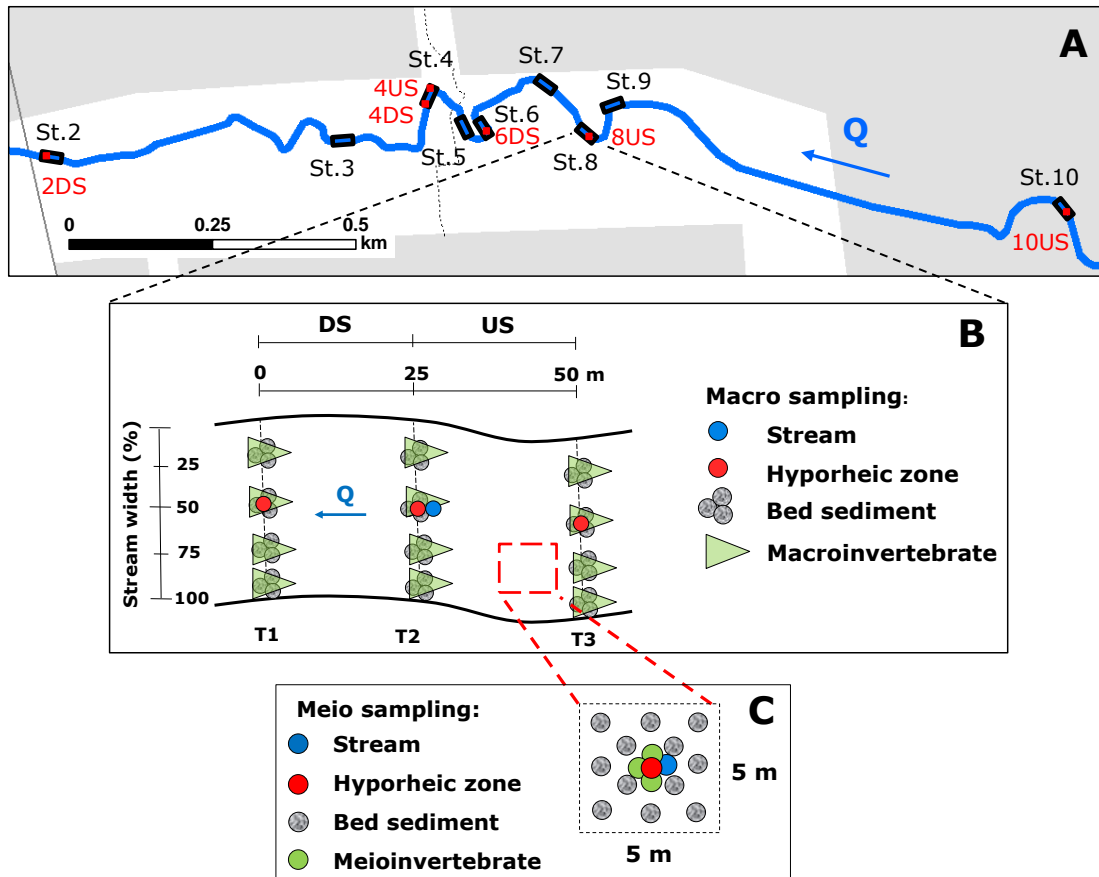 A
St.4
St.7
4US
St.9
4DS
St.6
St.2
6DS
8US
Q
St.5
St.3
St.8
St.10
2DS
0
0.25
0.5
km
10US
B
DS
US
0
25
50 m
Stream width (%)
25
50
75
100
Q
T1
T2
T3
Macro sampling:
Stream
Hyporheic zone
Bed sediment
Macroinvertebrate
C
Meio sampling:
Stream
Hyporheic zone
Bed sediment
Meioinvertebrate
5 m
5 m